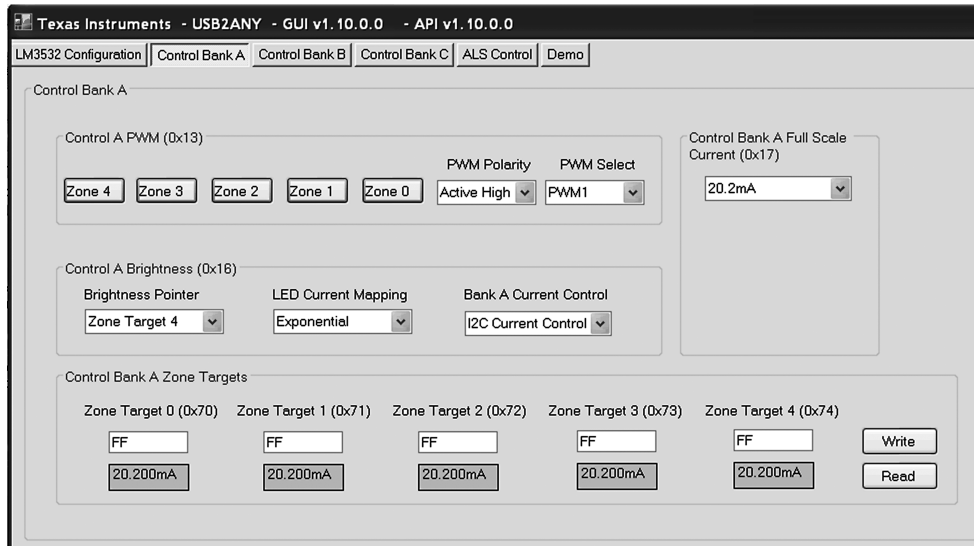 Texas Instruments - USB2ANY - GUI v1.10.0.0 - API v1.10.0.0
LM3532 Configuration Control Bank A Control Bank B Control Bank C ALS Control Demo
Control Bank A
Control A PWM (0x13)
PWM Polarity PWM Select
Zone 4 Zone 3 Zone 2 Zone 1 Zone 0 Active High PWM1
Control Bank A Full Scale
Current (0x17)
20.2mA
Control A Brightness (0x16)
Brightness Pointer LED Current Mapping Bank A Current Control
Zone Target 4 Exponential I2C Current Control
Control Bank A Zone Targets
Zone Target 0 (0x70) Zone Target 1 (0x71) Zone Target 2 (0x72) Zone Target 3 (0x73) Zone Target 4 (0x74)
FF FF FF FF FF Write
20.200mA 20.200mA 20.200mA 20.200mA 20.200mA Read